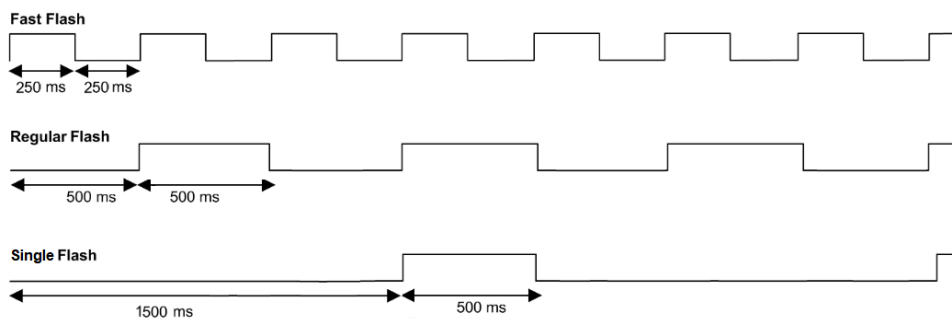 Fast Flash
250 ms 250 ms
Regular Flash
500 ms 500 ms
Single Flash
1500 ms 500 ms